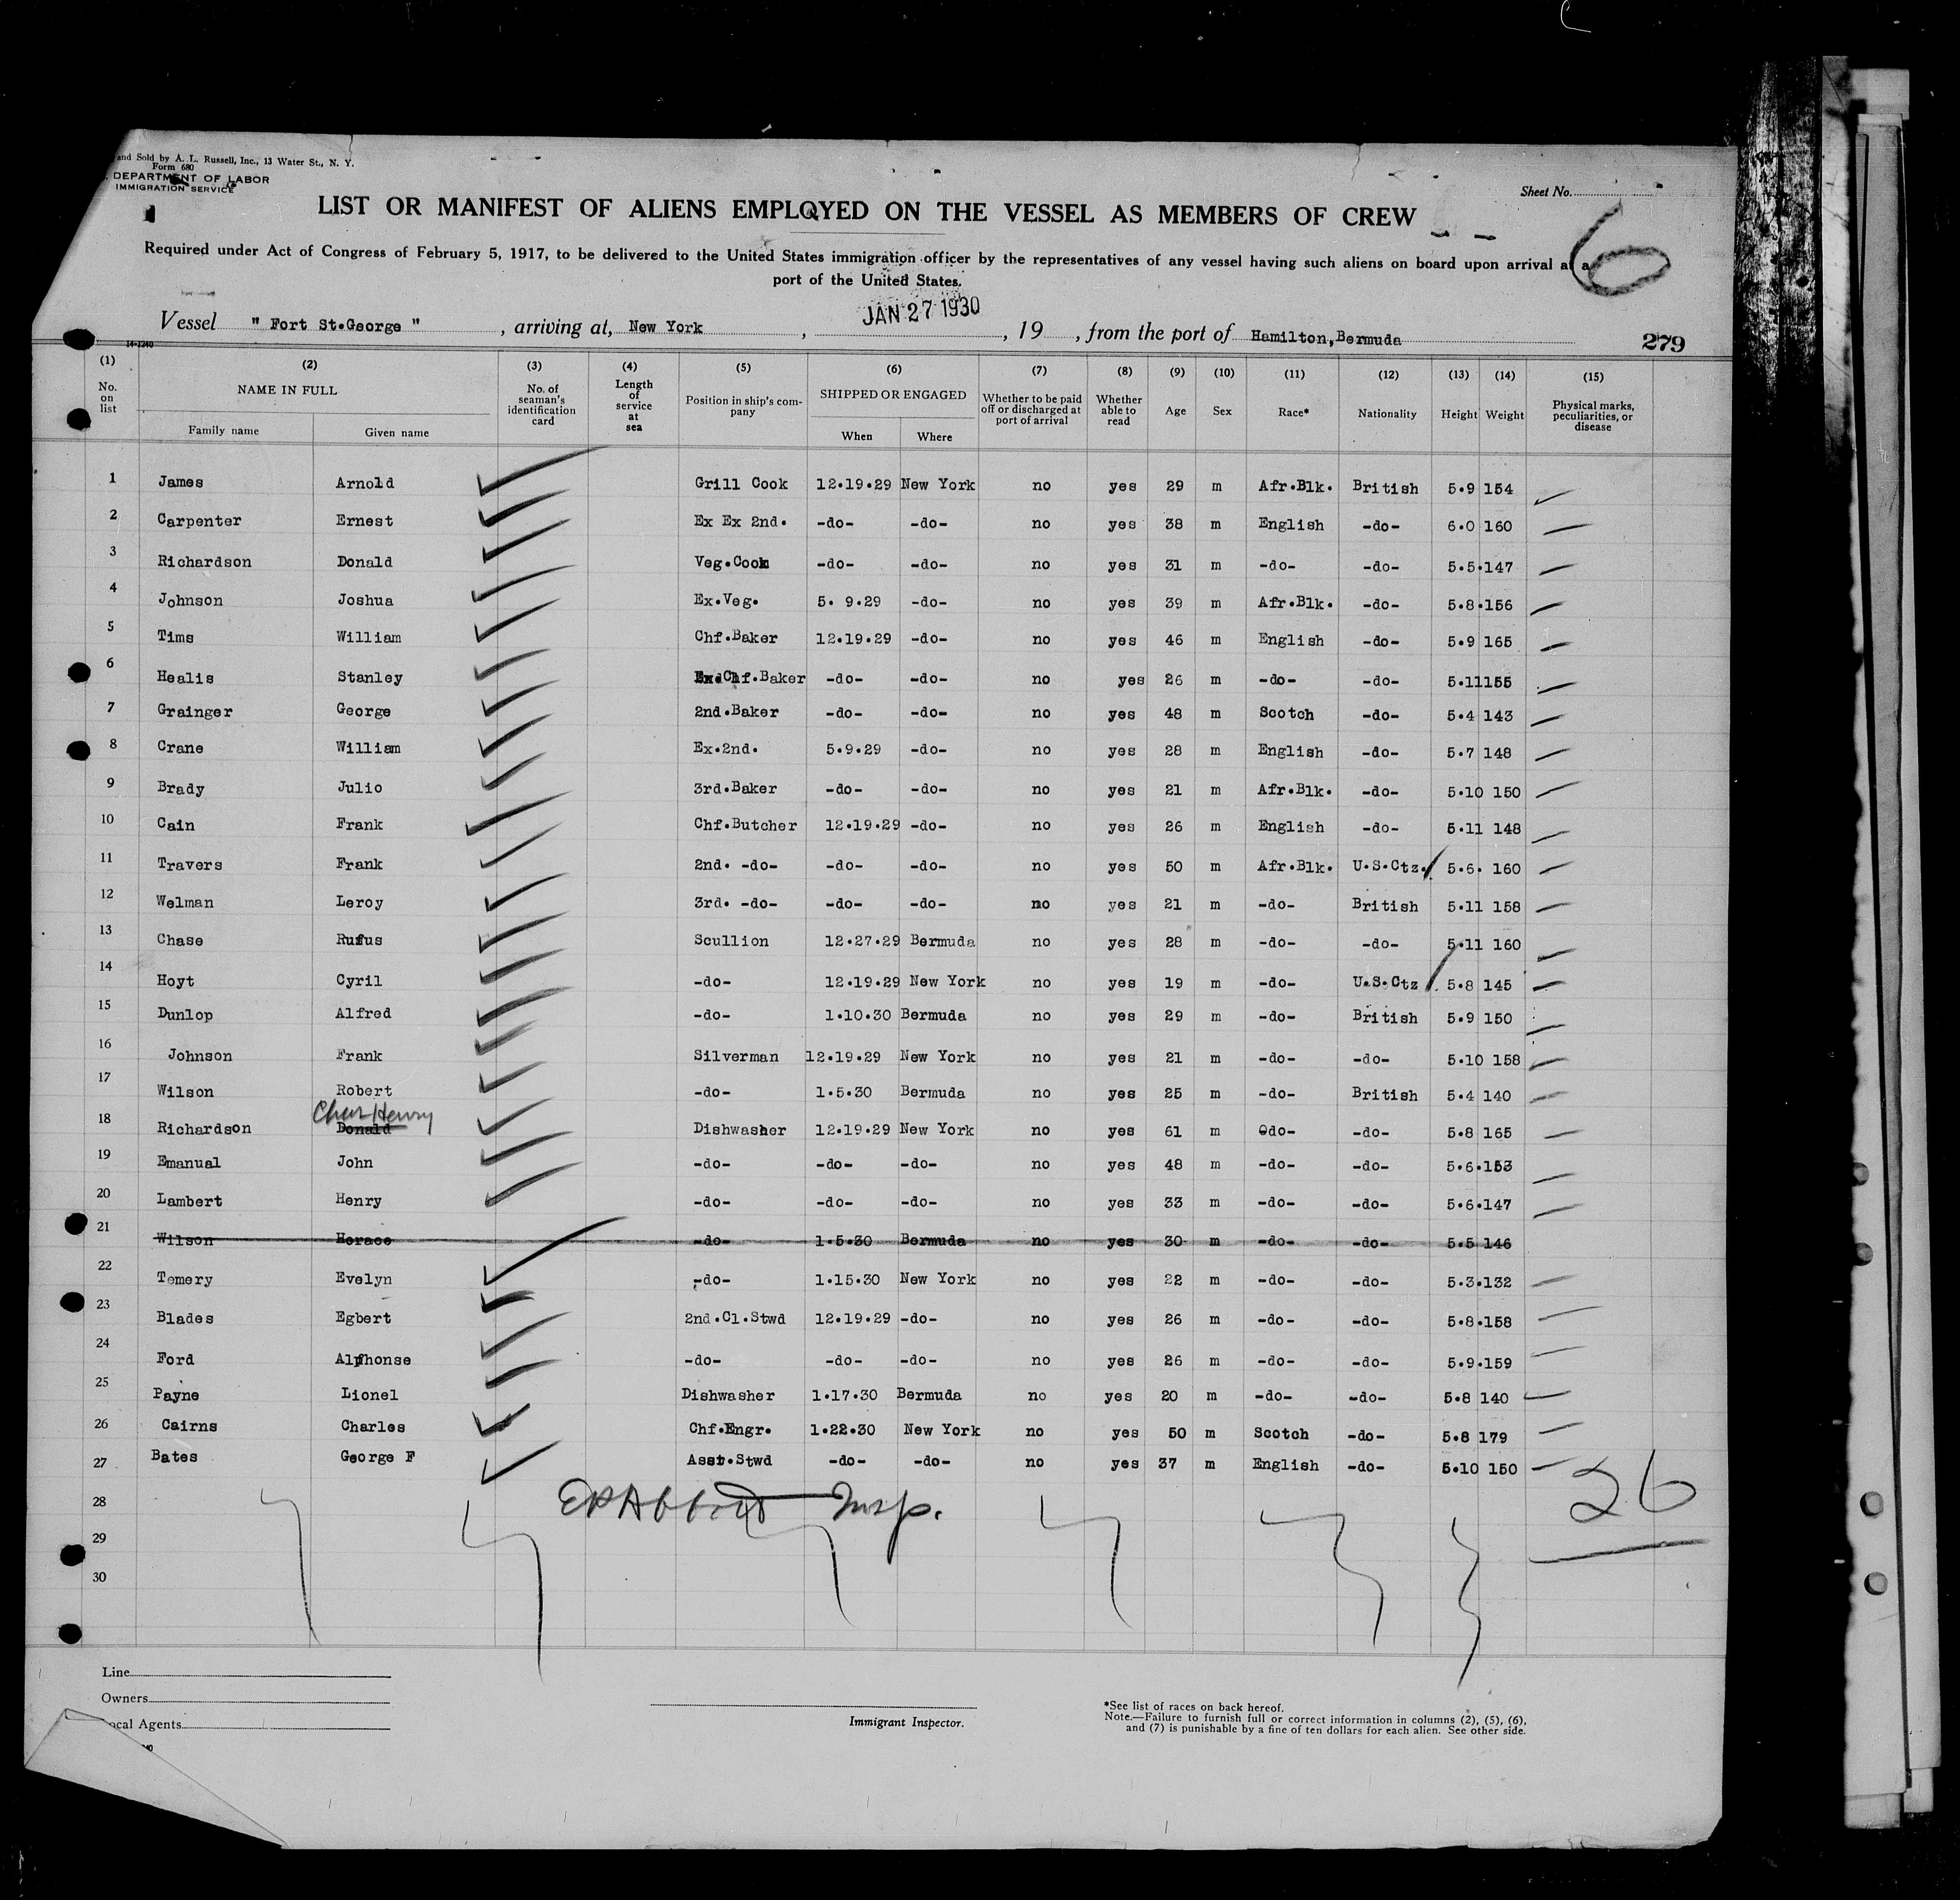 and Sold by A. L. Russell, Inc., 13 Water St., N. Y.
Form 680
DEPARTMENT OF LABOR
IMMIGRATION SERVICE
Sheet No.
6
LIST OR MANIFEST OF ALIENS EMPLOYED ON THE VESSEL AS MEMBERS OF CREW
Required under Act of Congress of February 5, 1917, to be delivered to the United States immigration officer by the representatives of any vessel having such aliens on board upon arrival at a
port of the United States.
Vessel " Fort St.George " , arriving at, New York , JAN 27 1930 , 19 , from the port of Hamilton,Bermuda
279
14-1240
(1) (2) (3) (4) (5) (6) (7) (8) (9) (10) (11) (12) (13) (14) (15)
No. on list NAME IN FULL No. of seaman's identification card Length of service at sea Position in ship's company SHIPPED OR ENGAGED Whether to be paid off or discharged at port of arrival Whether able to read Age Sex Race* Nationality Height Weight Physical marks, peculiarities, or disease
Family name Given name When Where
1 James Arnold Grill Cook 12.19.29 New York no yes 29 m Afr.Blk. British 5.9 154
2 Carpenter Ernest Ex Ex 2nd. -do- -do- no yes 38 m English -do- 6.0 160
3 Richardson Donald Veg.Cook -do- -do- no yes 31 m -do- -do- 5.5.147
4 Johnson Joshua Ex.Veg. 5. 9.29 -do- no yes 39 m Afr.Blk. -do- 5.8.156
5 Tims William Chf.Baker 12.19.29 -do- no yes 46 m English -do- 5.9 165
6 Healis Stanley Ex.Chf.Baker -do- -do- no yes 26 m -do- -do- 5.11155
7 Grainger George 2nd.Baker -do- -do- no yes 48 m Scotch -do- 5.4 143
8 Crane William Ex.2nd. 5.9.29 -do- no yes 28 m English -do- 5.7 148
9 Brady Julio 3rd.Baker -do- -do- no yes 21 m Afr.Blk. -do- 5.10 150
10 Cain Frank Chf.Butcher 12.19.29 -do- no yes 26 m English -do- 5.11 148
11 Travers Frank 2nd. -do- -do- -do- no yes 50 m Afr.Blk. U.S.Ctz. 5.6. 160
12 Welman Leroy 3rd. -do- -do- -do- no yes 21 m -do- British 5.11 158
13 Chase Rufus Scullion 12.27.29 Bermuda no yes 28 m -do- -do- 5.11 160
14 Hoyt Cyril -do- 12.19.29 New York no yes 19 m -do- U.S.Ctz. 5.8 145
15 Dunlop Alfred -do- 1.10.30 Bermuda no yes 29 m -do- British 5.9 150
16 Johnson Frank Silverman 12.19.29 New York no yes 21 m -do- -do- 5.10 158
17 Wilson Robert -do- 1.5.30 Bermuda no yes 25 m -do- British 5.4 140
Chas Henry
18 Richardson Donald Dishwasher 12.19.29 New York no yes 61 m Odo- -do- 5.8 165
19 Emanual John -do- -do- -do- no yes 48 m -do- -do- 5.6.153
20 Lambert Henry -do- -do- -do- no yes 33 m -do- -do- 5.6.147
21 Wilson Horace -do- 1.5.30 Bermuda no yes 30 m -do- -do- 5.5 146
22 Temery Evelyn -do- 1.15.30 New York no yes 22 m -do- -do- 5.3.132
23 Blades Egbert 2nd.Cl.Stwd 12.19.29 -do- no yes 26 m -do- -do- 5.8.158
24 Ford Alphonse -do- -do- -do- no yes 26 m -do- -do- 5.9.159
25 Payne Lionel Dishwasher 1.17.30 Bermuda no yes 20 m -do- -do- 5.8 140
26 Cairns Charles Chf.Engr. 1.22.30 New York no yes 50 m Scotch -do- 5.8 179
27 Bates George F Asst.Stwd -do- -do- no yes 37 m English -do- 5.10 150
28 EPAbbott Insp. 26
29
30
Line
Owners
Local Agents
Immigrant Inspector.
*See list of races on back hereof.
Note.—Failure to furnish full or correct information in columns (2), (5), (6),
and (7) is punishable by a fine of ten dollars for each alien. See other side.